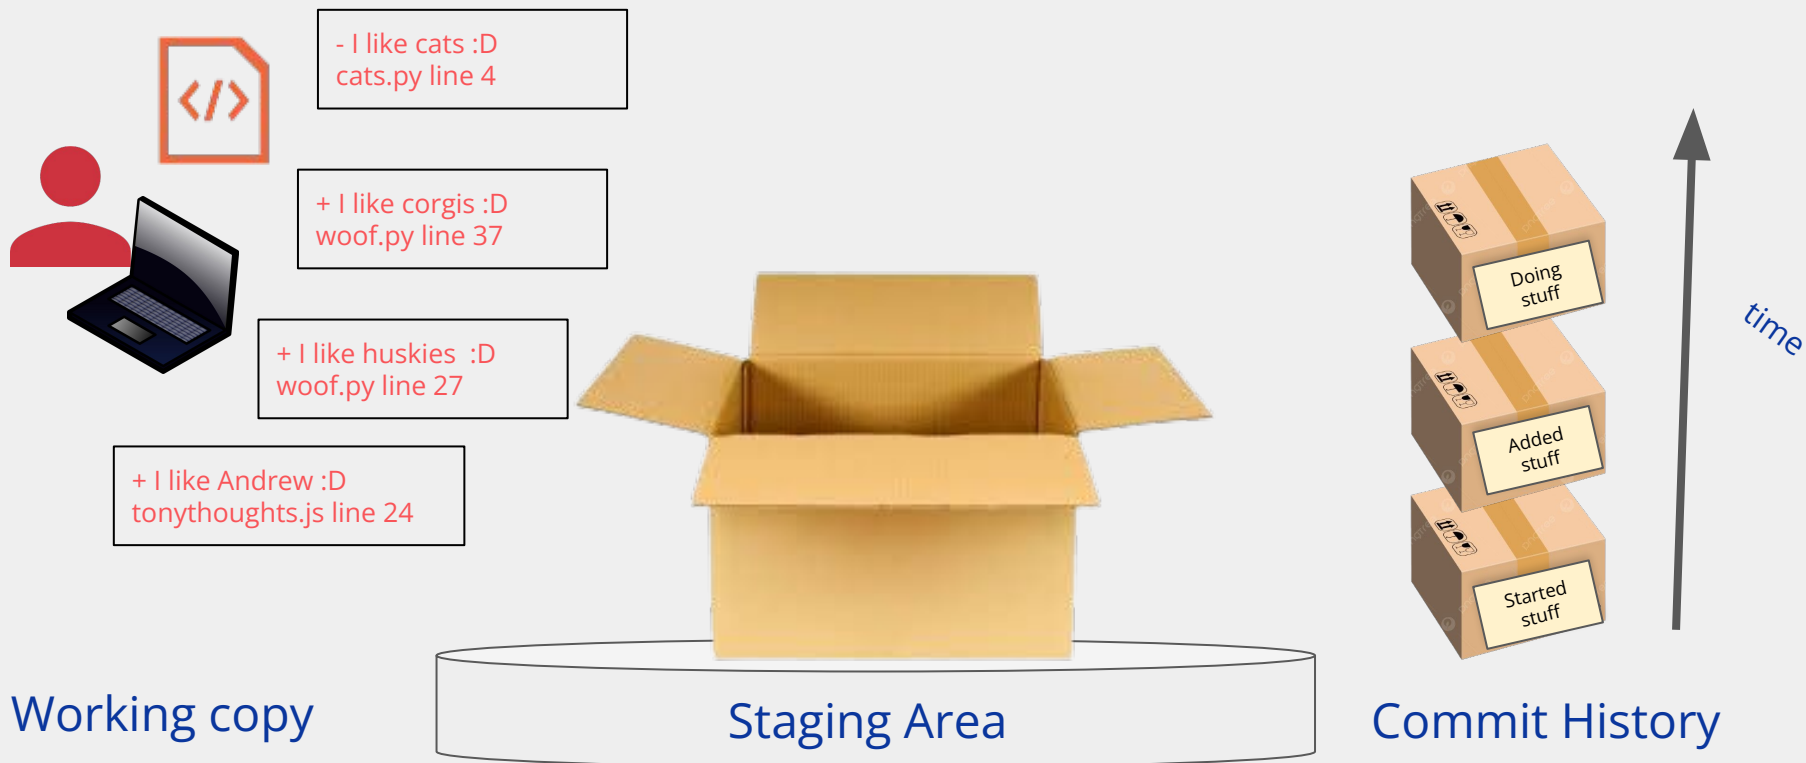 - I like cats :D
cats.py line 4
+ I like corgis :D
woof.py line 37
+ I like huskies  :D
woof.py line 27
+ I like Andrew :D
tonythoughts.js line 24
Doing
stuff
Added
stuff
Started
stuff
time
Working copy
Staging Area
Commit History